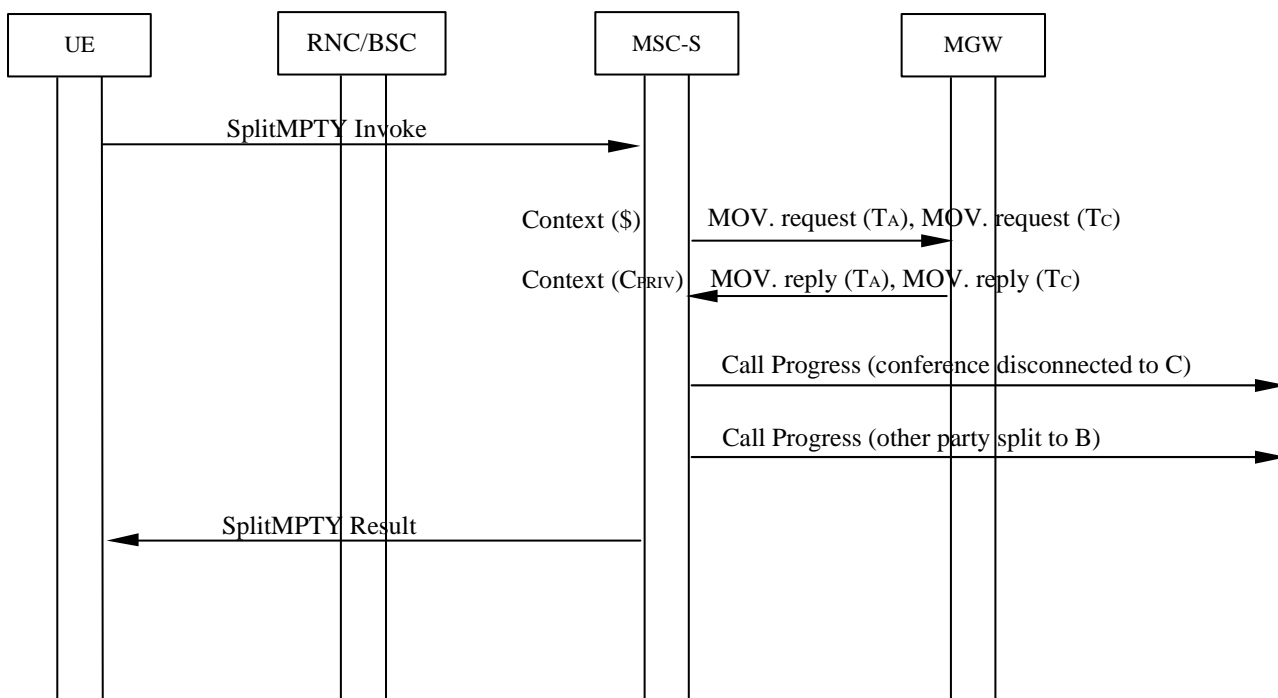 UE
RNC/BSC
MSC-S
MGW
SplitMPTY Invoke
Context ($)
MOV. request (TA), MOV. request (TC)
Context (CPRIV)
MOV. reply (TA), MOV. reply (TC)
Call Progress (conference disconnected to C)
Call Progress (other party split to B)
SplitMPTY Result